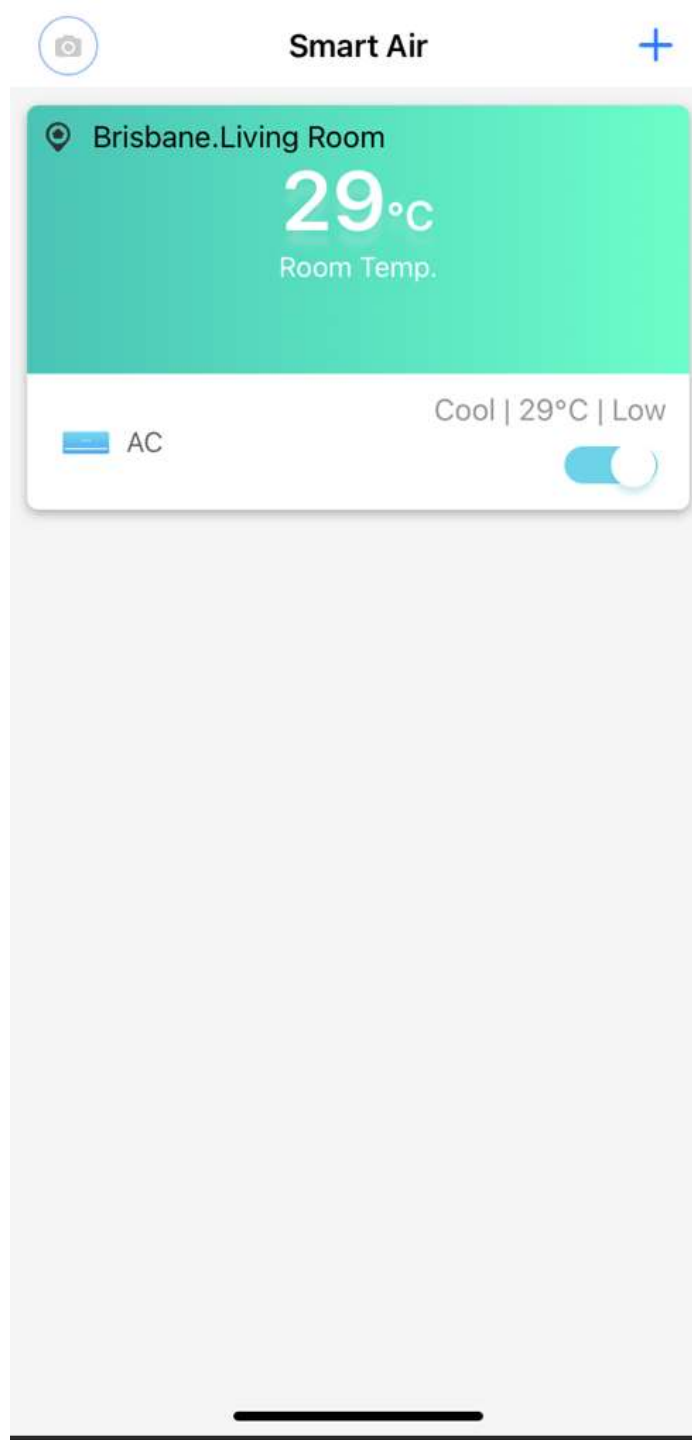 Smart Air
Brisbane.Living Room
29°C
Room Temp.
Cool | 29°C | Low
AC